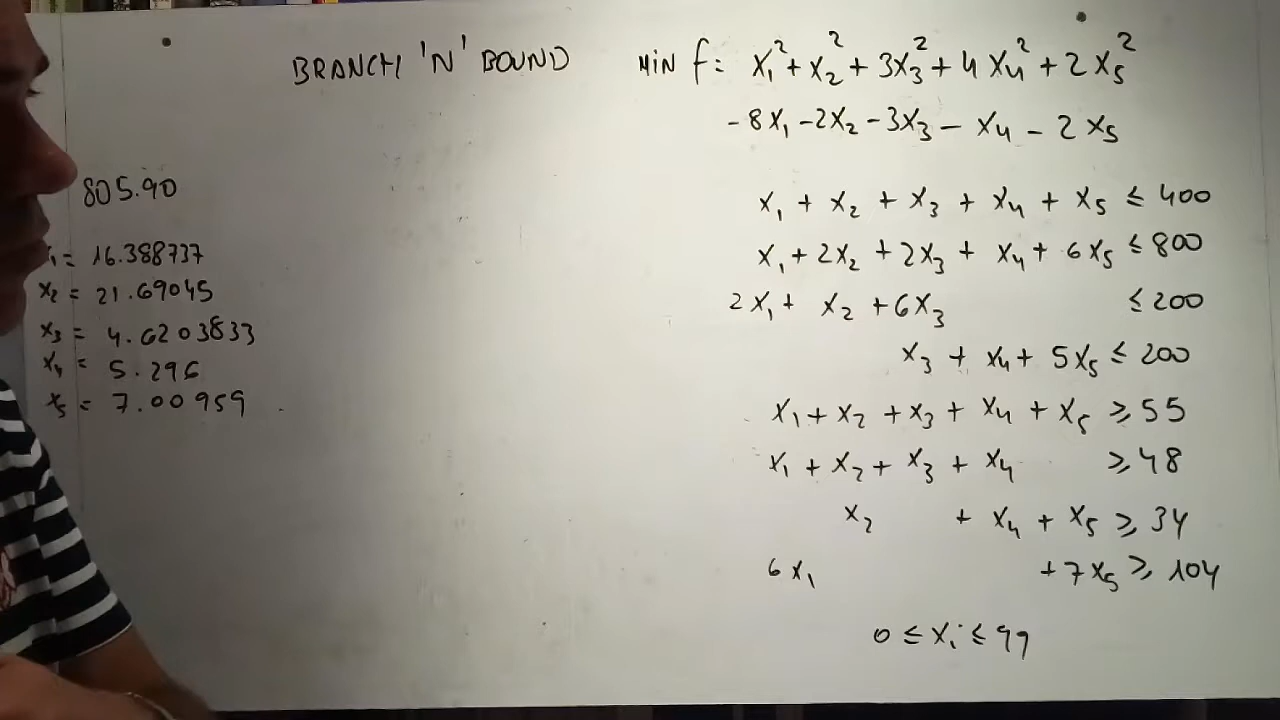 BRANCH 'N' BOUND
MIN f: x₁² + x₂² + 3x₃² + 4x₄² + 2x₅²
-8x₁ -2x₂ -3x₃ - x₄ - 2x₅
805.90
x₁ + x₂ + x₃ + x₄ + x₅ ≤ 400
x₁ + 2x₂ + 2x₃ + x₄ + 6x₅ ≤ 800
2x₁ + x₂ + 6x₃ ≤ 200
x₃ + x₄ + 5x₅ ≤ 200
x₁ + x₂ + x₃ + x₄ + x₅ ≥ 55
x₁ + x₂ + x₃ + x₄ ≥ 48
x₂ + x₄ + x₅ ≥ 34
6x₁ + 7x₅ ≥ 104
0 ≤ xᵢ ≤ 99
₁ = 16.388737
x₂ = 21.69045
x₃ = 4.6203833
x₄ = 5.296
x₅ = 7.00959